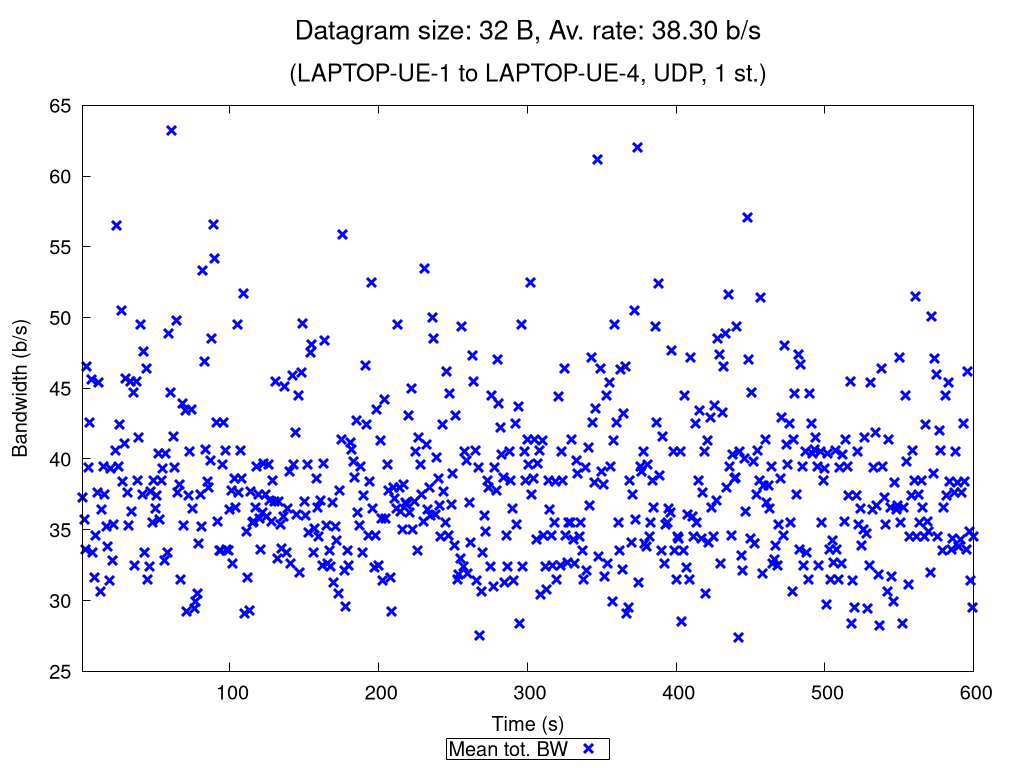 Datagram size: 32 B, Av. rate: 38.30 b/s
(LAPTOP-UE-1 to LAPTOP-UE-4, UDP, 1 st.)
65
60
55
50
45
40
35
30
25
Bandwidth (b/s)
100 200 300 400 500 600
Time (s)
Mean tot. BW